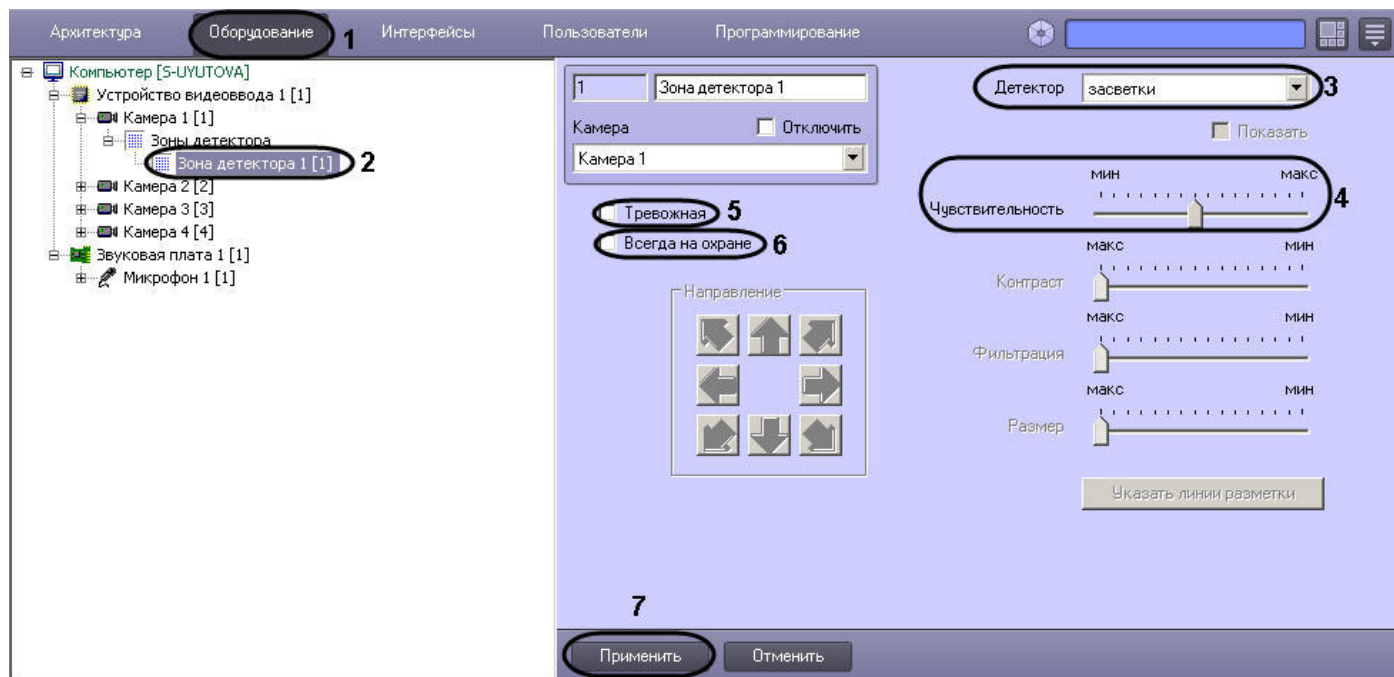 Архитектура Оборудование 1 Интерфейсы Пользователи Программирование
Компьютер [S-UYUTOVA]
Устройство видеоввода 1 [1]
Камера 1 [1]
Зоны детектора
Зона детектора 1 [1] 2
Камера 2 [2]
Камера 3 [3]
Камера 4 [4]
Звуковая плата 1 [1]
Микрофон 1 [1]
1 Зона детектора 1
Камера Отключить
Камера 1
Тревожная 5
Всегда на охране 6
Направление
Детектор засветки 3
Показать
мин макс
Чувствительность 4
макс мин
Контраст
макс мин
Фильтрация
макс мин
Размер
Указать линии разметки
7
Применить Отменить